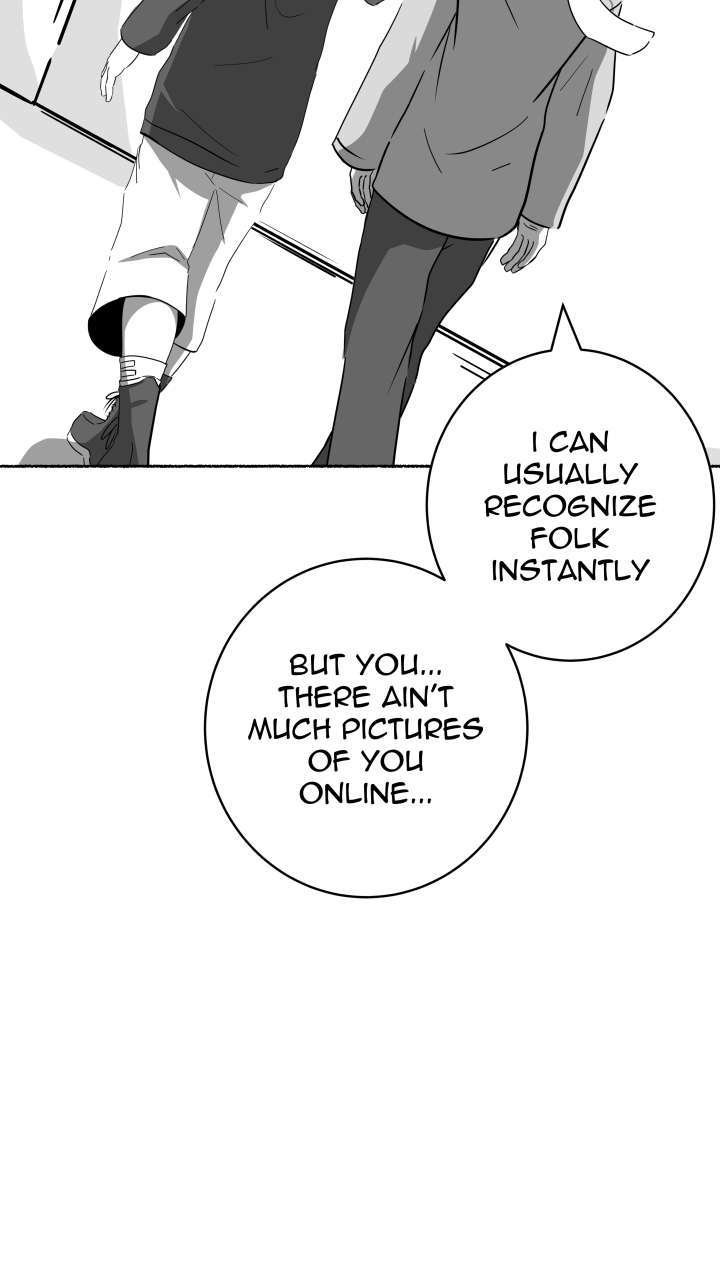 I CAN
USUALLY
RECOGNIZE
FOLK
INSTANTLY
BUT YOU...
THERE AIN'T
MUCH PICTURES
OF YOU
ONLINE...